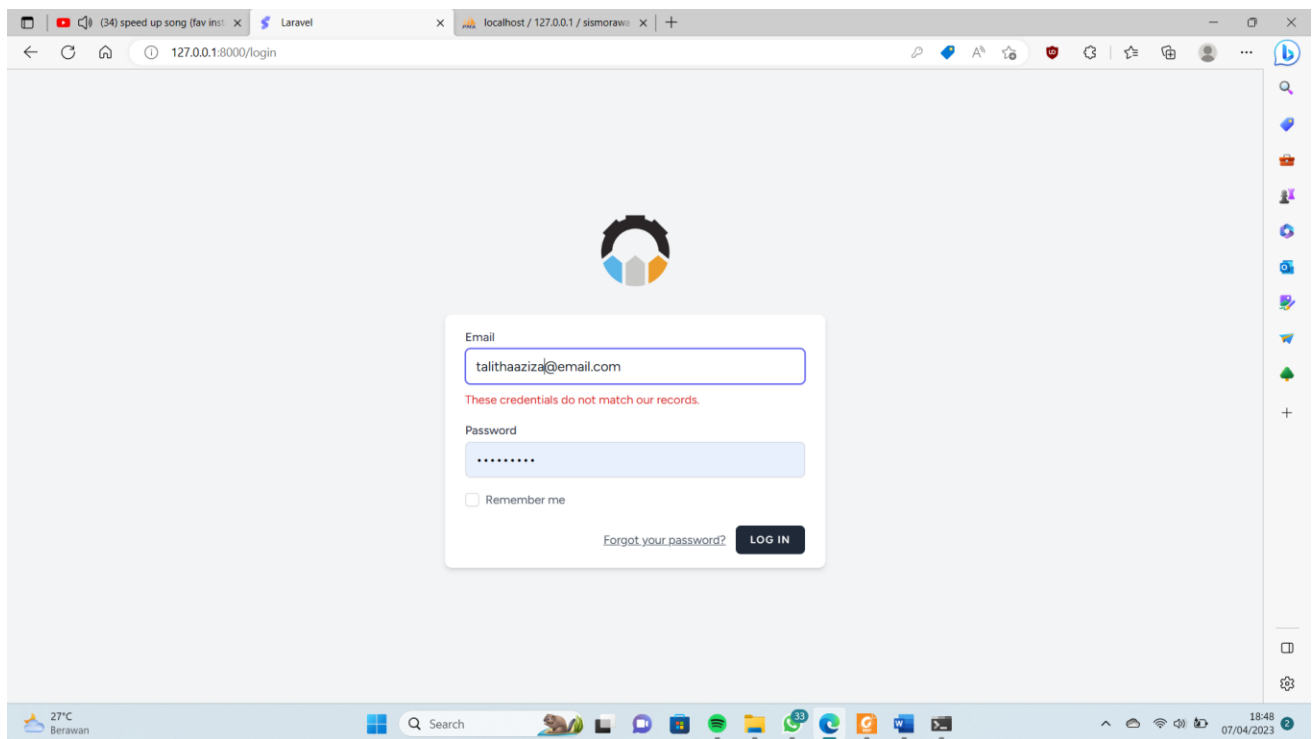 (34) speed up song (fav inst
Laravel
localhost / 127.0.0.1 / sismorawa
127.0.0.1:8000/login
Email
talithaaziza@email.com
These credentials do not match our records.
Password
•••••••••
Remember me
Forgot your password?
LOG IN
27°C
Berawan
Search
33
18:48
07/04/2023
2